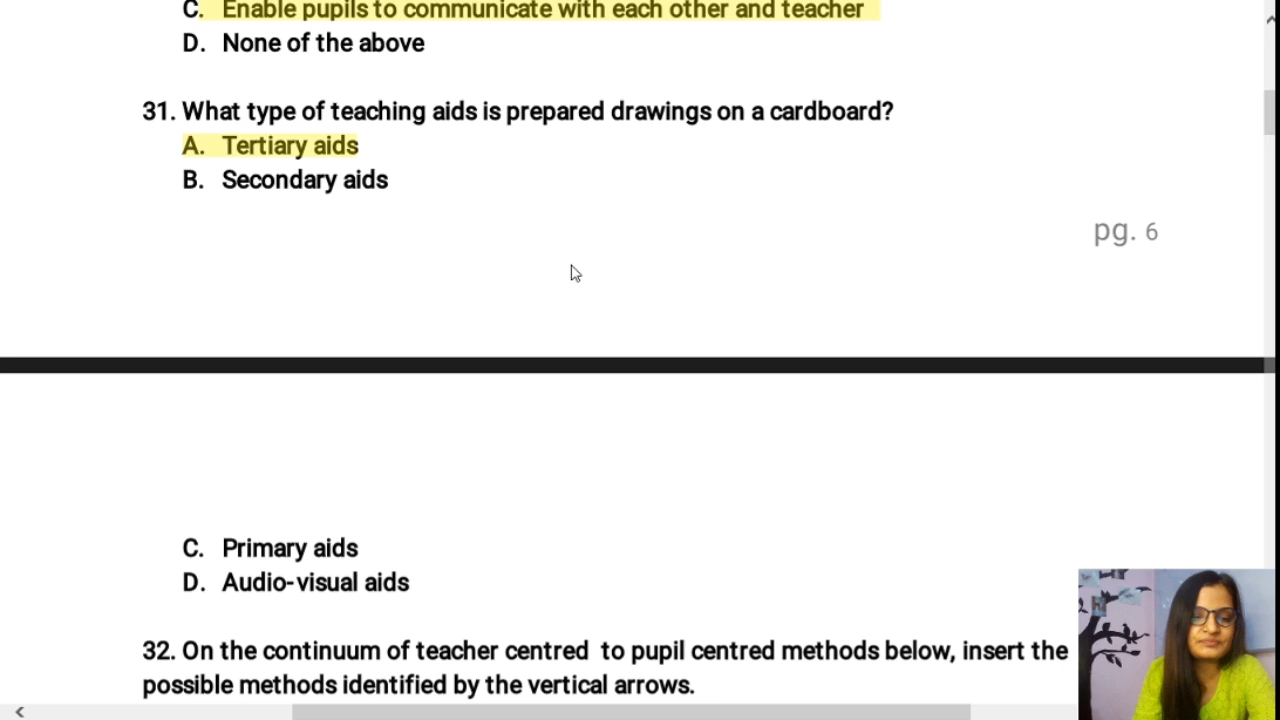 C. Enable pupils to communicate with each other and teacher
D. None of the above
31. What type of teaching aids is prepared drawings on a cardboard?
A. Tertiary aids
B. Secondary aids
pg. 6
C. Primary aids
D. Audio-visual aids
32. On the continuum of teacher centred to pupil centred methods below, insert the
possible methods identified by the vertical arrows.